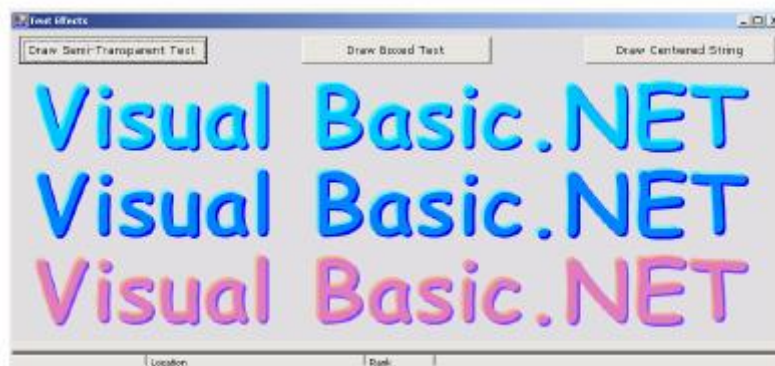 Text Effects
Draw Semi-Transparent Text Draw Boxed Text Draw Centered String
Visual Basic.NET
Visual Basic.NET
Visual Basic.NET
Location Rank